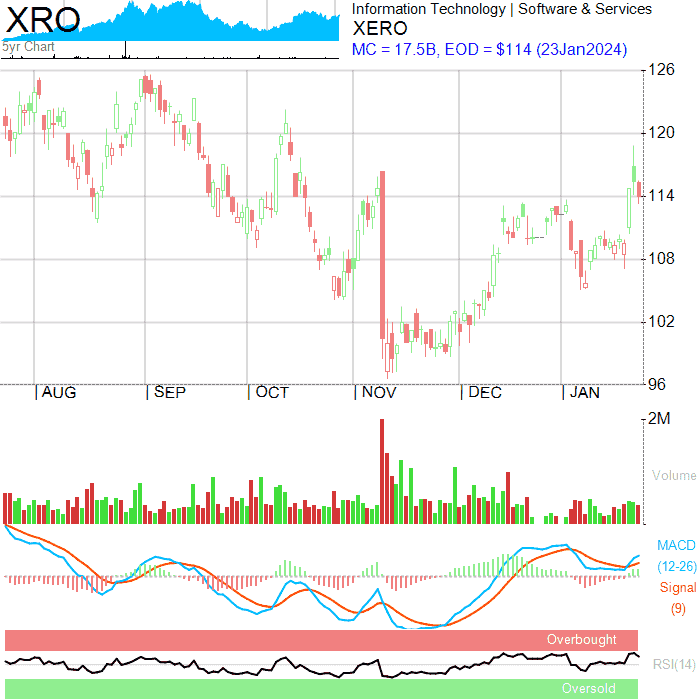 XRO
5yr Chart
Information Technology | Software & Services
XERO
MC = 17.5B, EOD = $114 (23Jan2024)
126
120
114
108
102
96
| AUG | SEP | OCT | NOV | DEC | JAN
2M
Volume
MACD
(12-26)
Signal
(9)
Overbought
RSI(14)
Oversold